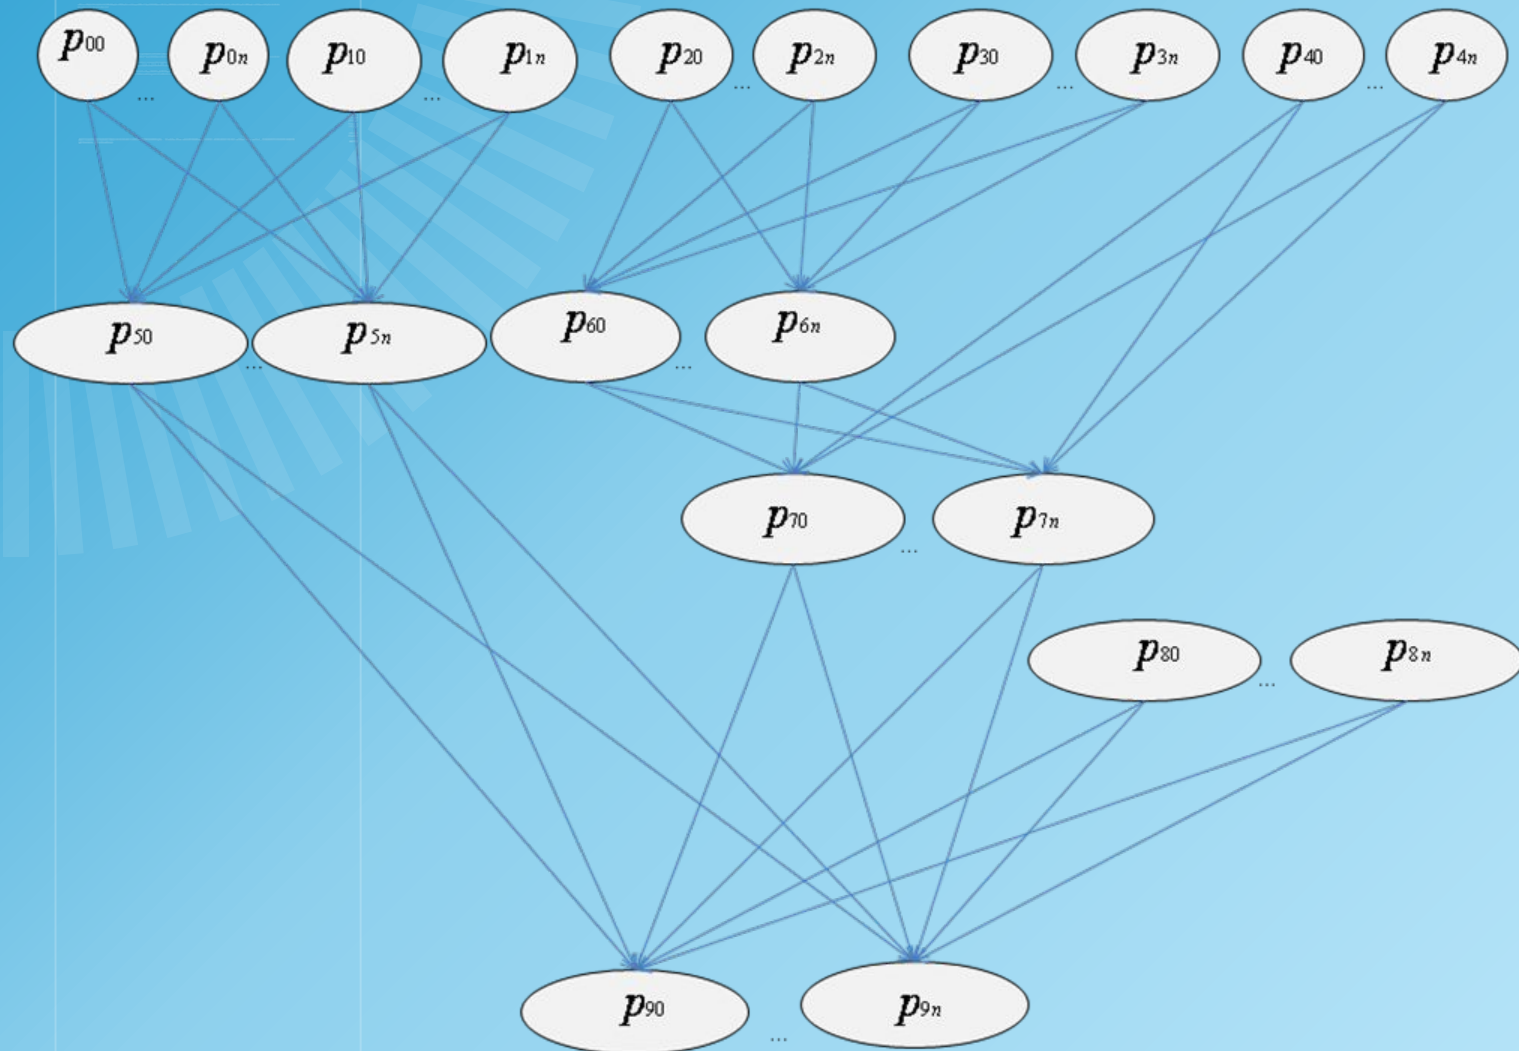 p00 ... p0n p10 ... p1n p20 ... p2n p30 ... p3n p40 ... p4n
p50 ... p5n p60 ... p6n
p70 ... p7n
p80 ... p8n
p90 ... p9n